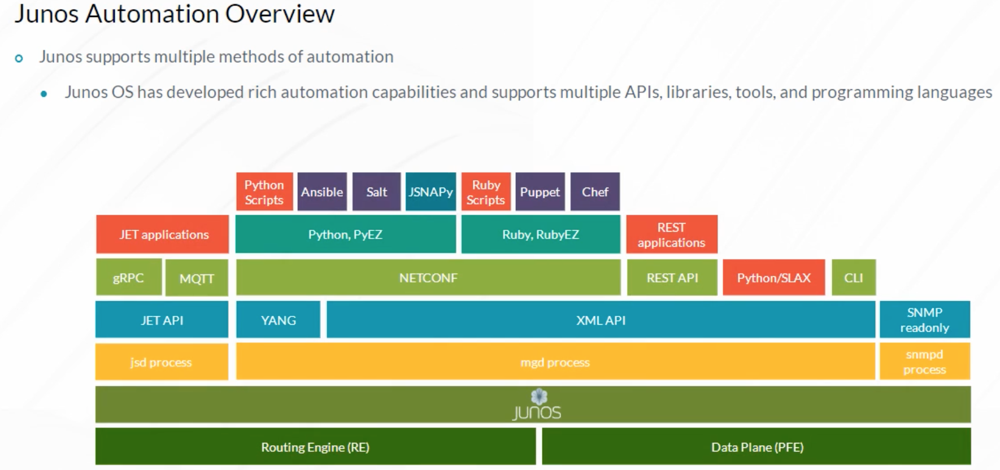 Junos Automation Overview
Junos supports multiple methods of automation
Junos OS has developed rich automation capabilities and supports multiple APIs, libraries, tools, and programming languages
Python
Scripts
Ansible
Salt
JSNAPy
Ruby
Scripts
Puppet
Chef
JET applications
Python, PyEZ
Ruby, RubyEZ
REST
applications
gRPC
MQTT
NETCONF
REST API
Python/SLAX
CLI
JET API
YANG
XML API
SNMP
readonly
jsd process
mgd process
snmpd
process
JUNOS
Routing Engine (RE)
Data Plane (PFE)